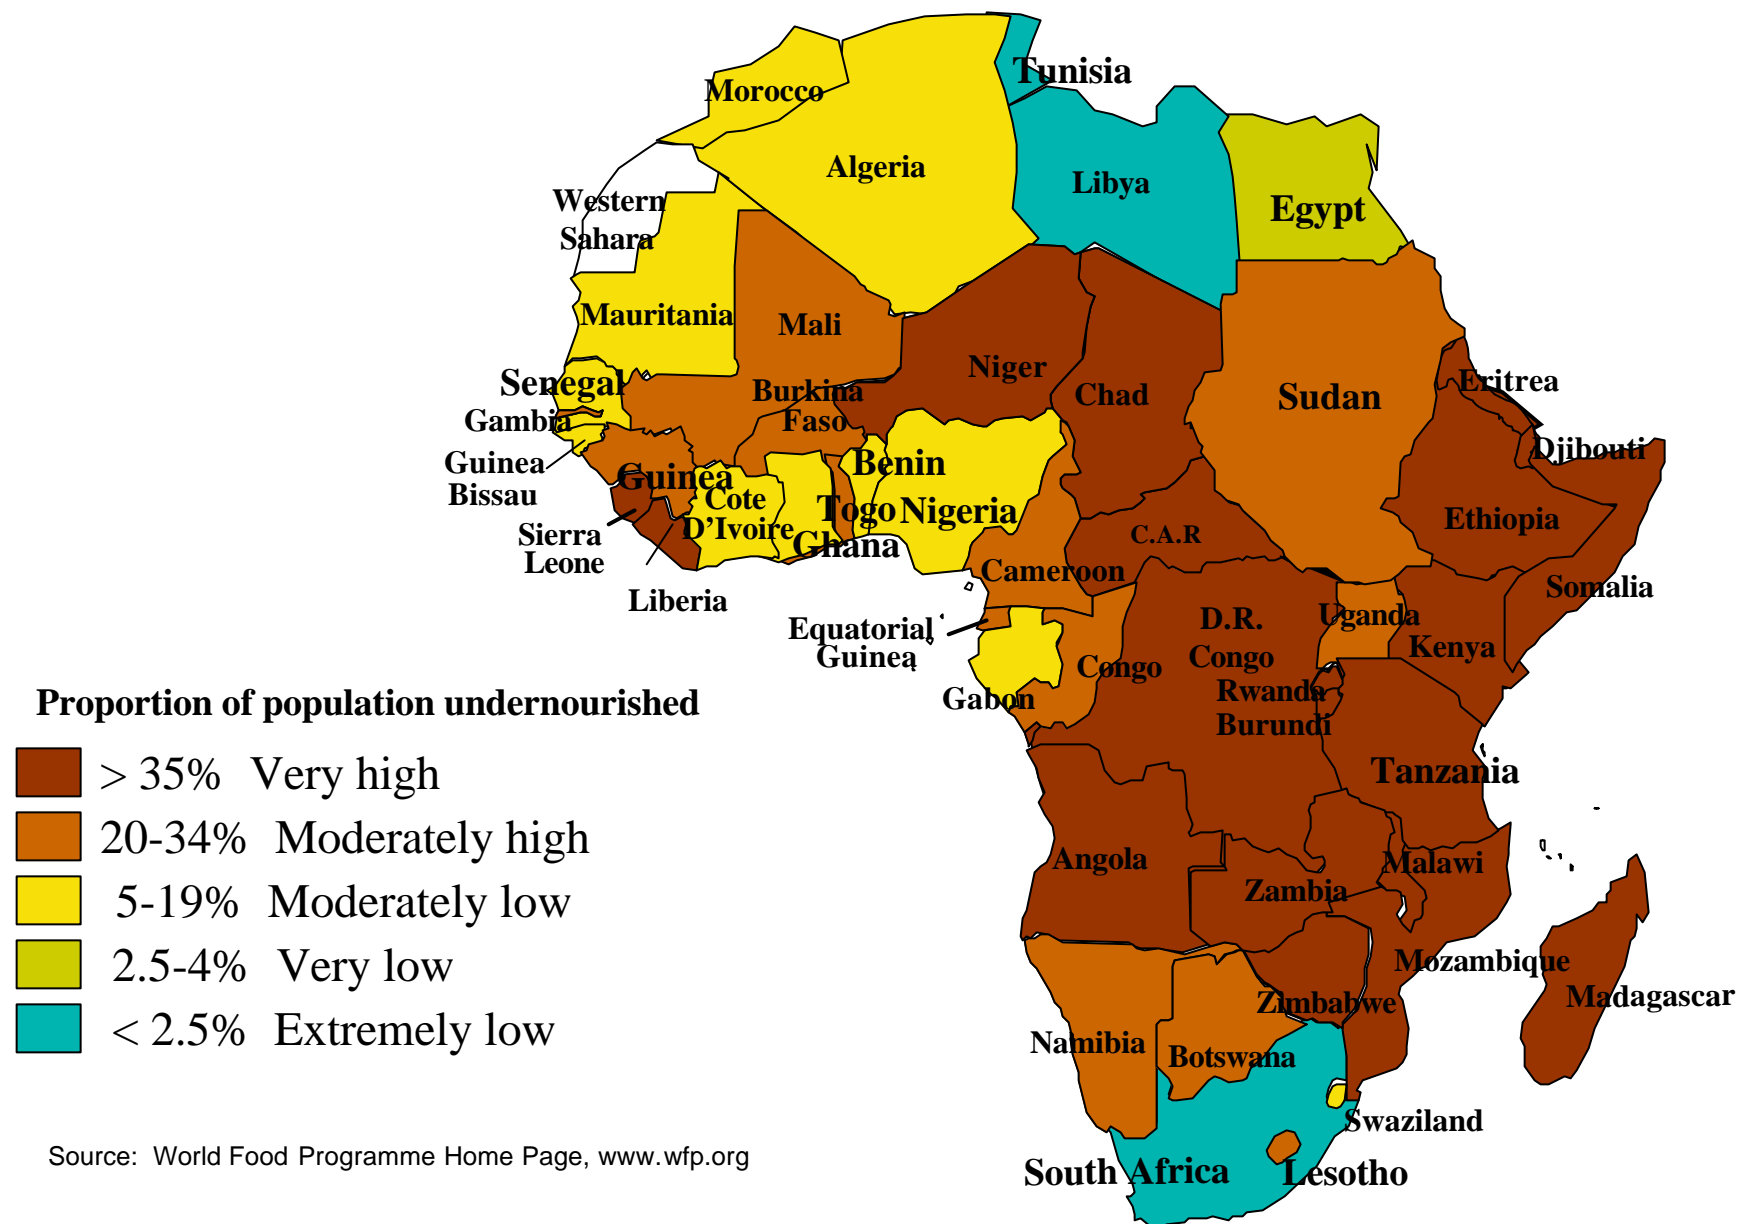 Tunisia
Morocco
Algeria
Libya
Egypt
Western
Sahara
Mauritania
Mali
Niger
Chad
Sudan
Eritrea
Senegal
Burkina
Faso
Gambia
Djibouti
Guinea
Bissau
Guinea
Benin
Cote
D'Ivoire
Togo
Nigeria
Ghana
Ethiopia
Sierra
Leone
C.A.R
Cameroon
Somalia
Liberia
Uganda
Equatorial
Guinea
D.R.
Congo
Congo
Kenya
Gabon
Rwanda
Burundi
Tanzania
Angola
Malawi
Zambia
Mozambique
Madagascar
Zimbabwe
Namibia
Botswana
Swaziland
South Africa
Lesotho
Proportion of population undernourished
> 35% Very high
20-34% Moderately high
5-19% Moderately low
2.5-4% Very low
< 2.5% Extremely low
Source: World Food Programme Home Page, www.wfp.org